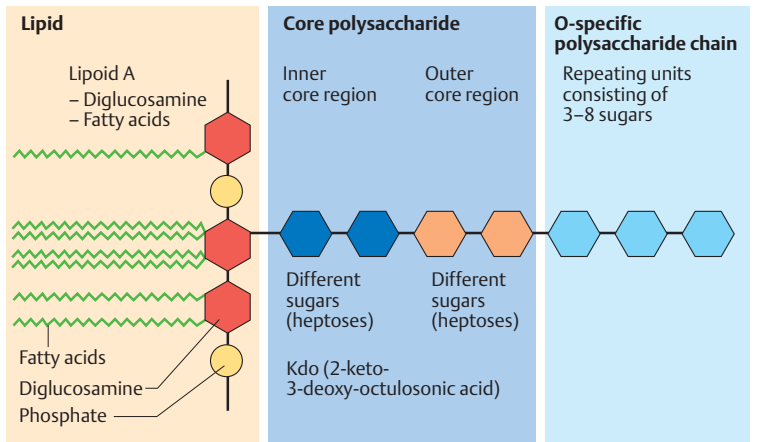 Lipid
Lipoid A
– Diglucosamine
– Fatty acids
Fatty acids
Diglucosamine
Phosphate
Core polysaccharide
Inner
core region
Outer
core region
Different
sugars
(heptoses)
Different
sugars
(heptoses)
Kdo (2-keto-
3-deoxy-octulosonic acid)
O-specific
polysaccharide chain
Repeating units
consisting of
3–8 sugars